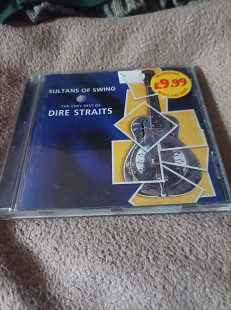 £9.99
SULTANS OF SWING
THE VERY BEST OF
DIRE STRAITS